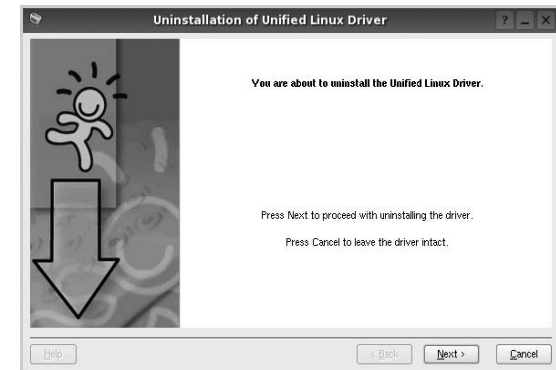 Uninstallation of Unified Linux Driver
? _ X
You are about to uninstall the Unified Linux Driver.
Press Next to proceed with uninstalling the driver.
Press Cancel to leave the driver intact.
Help
< Back
Next >
Cancel